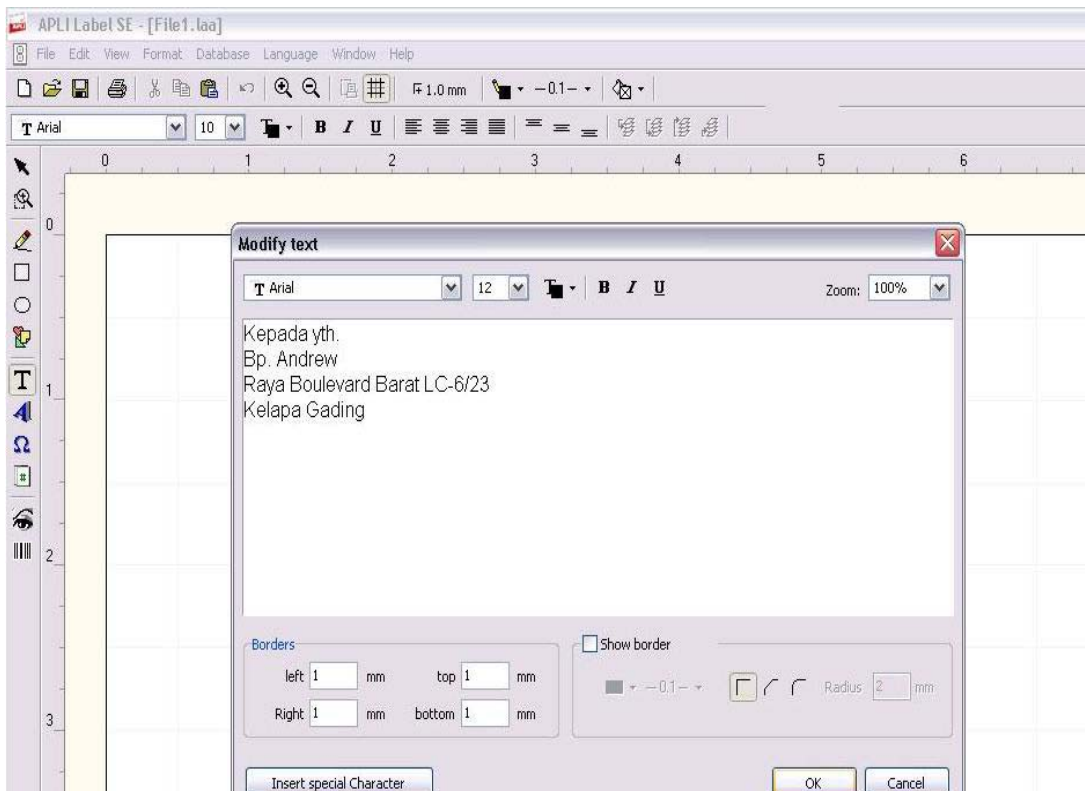 APLI Label SE - [File1.laa]
File Edit View Format Database Language Window Help
1.0 mm —0.1—
T Arial 10 B I U
0 1 2 3 4 5 6
0
1
2
3
Modify text
T Arial 12 B I U Zoom: 100%
Kepada yth.
Bp. Andrew
Raya Boulevard Barat LC-6/23
Kelapa Gading
Borders
left 1 mm top 1 mm
Right 1 mm bottom 1 mm
Show border
—0.1— Radius 2 mm
Insert special Character OK Cancel